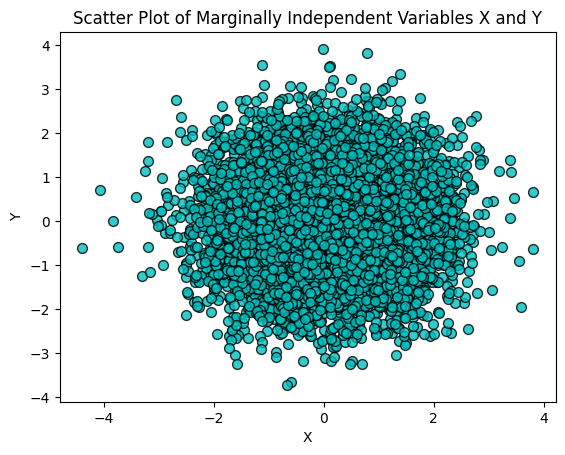 Scatter Plot of Marginally Independent Variables X and Y
4
3
2
1
0
−1
−2
−3
−4
Y
−4 −2 0 2 4
X